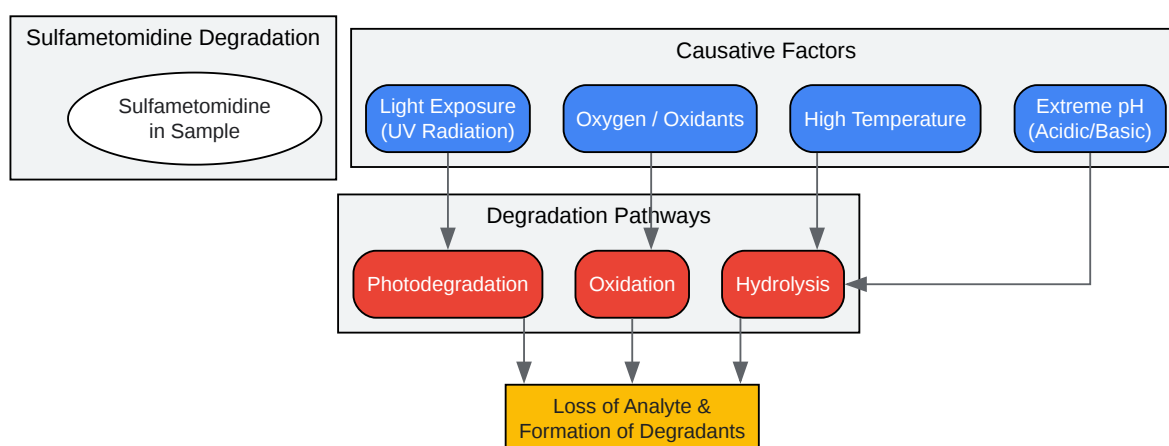 Sulfametomidine Degradation
Sulfametomidine
in Sample
Causative Factors
Light Exposure
(UV Radiation)
Oxygen / Oxidants
High Temperature
Extreme pH
(Acidic/Basic)
Degradation Pathways
Photodegradation
Oxidation
Hydrolysis
Loss of Analyte &
Formation of Degradants